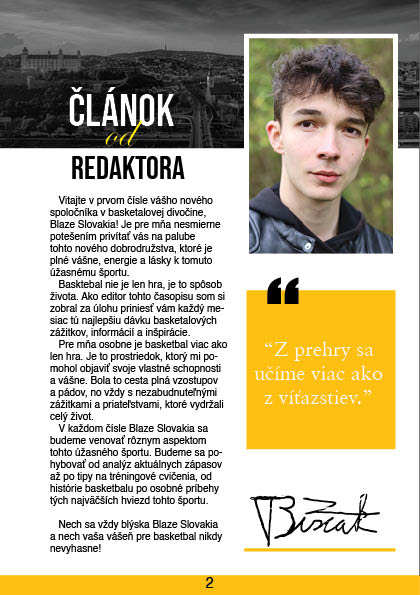 ČLÁNOK
od
REDAKTORA
Vitajte v prvom čísle vášho nového
spoločníka v basketalovej divočine,
Blaze Slovakia! Je pre mňa nesmierne
potešením privítať vás na palube
tohto nového dobrodružstva, ktoré je
plné vášne, energie a lásky k tomuto
úžasnému športu.
Basktebal nie je len hra, je to spôsob
života. Ako editor tohto časopisu som si
zobral za úlohu priniesť vám každý me-
siac tú najlepšiu dávku basketalových
zážitkov, informácií a inšpirácie.
Pre mňa osobne je basketbal viac ako
len hra. Je to prostriedok, ktorý mi po-
mohol objaviť svoje vlastné schopnosti
a vášne. Bola to cesta plná vzostupov
a pádov, no vždy s nezabudnuteľnými
zážitkami a priateľstvami, ktoré vydržali
celý život.
V každom čísle Blaze Slovakia sa
budeme venovať rôznym aspektom
tohto úžasného športu. Budeme sa po-
hybovať od analýz aktuálnych zápasov
až po tipy na tréningové cvičenia, od
histórie basketbalu po osobné príbehy
tých najväčších hviezd tohto športu.
Nech sa vždy blýska Blaze Slovakia
a nech vaša vášeň pre basketbal nikdy
nevyhasne!
“
“Z prehry sa
učíme viac ako
z víťazstiev.”
2